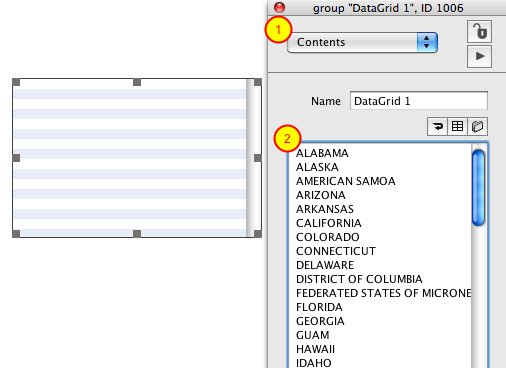 group "DataGrid 1", ID 1006
1
Contents
Name DataGrid 1
2
ALABAMA
ALASKA
AMERICAN SAMOA
ARIZONA
ARKANSAS
CALIFORNIA
COLORADO
CONNECTICUT
DELAWARE
DISTRICT OF COLUMBIA
FEDERATED STATES OF MICRONE
FLORIDA
GEORGIA
GUAM
HAWAII
IDAHO